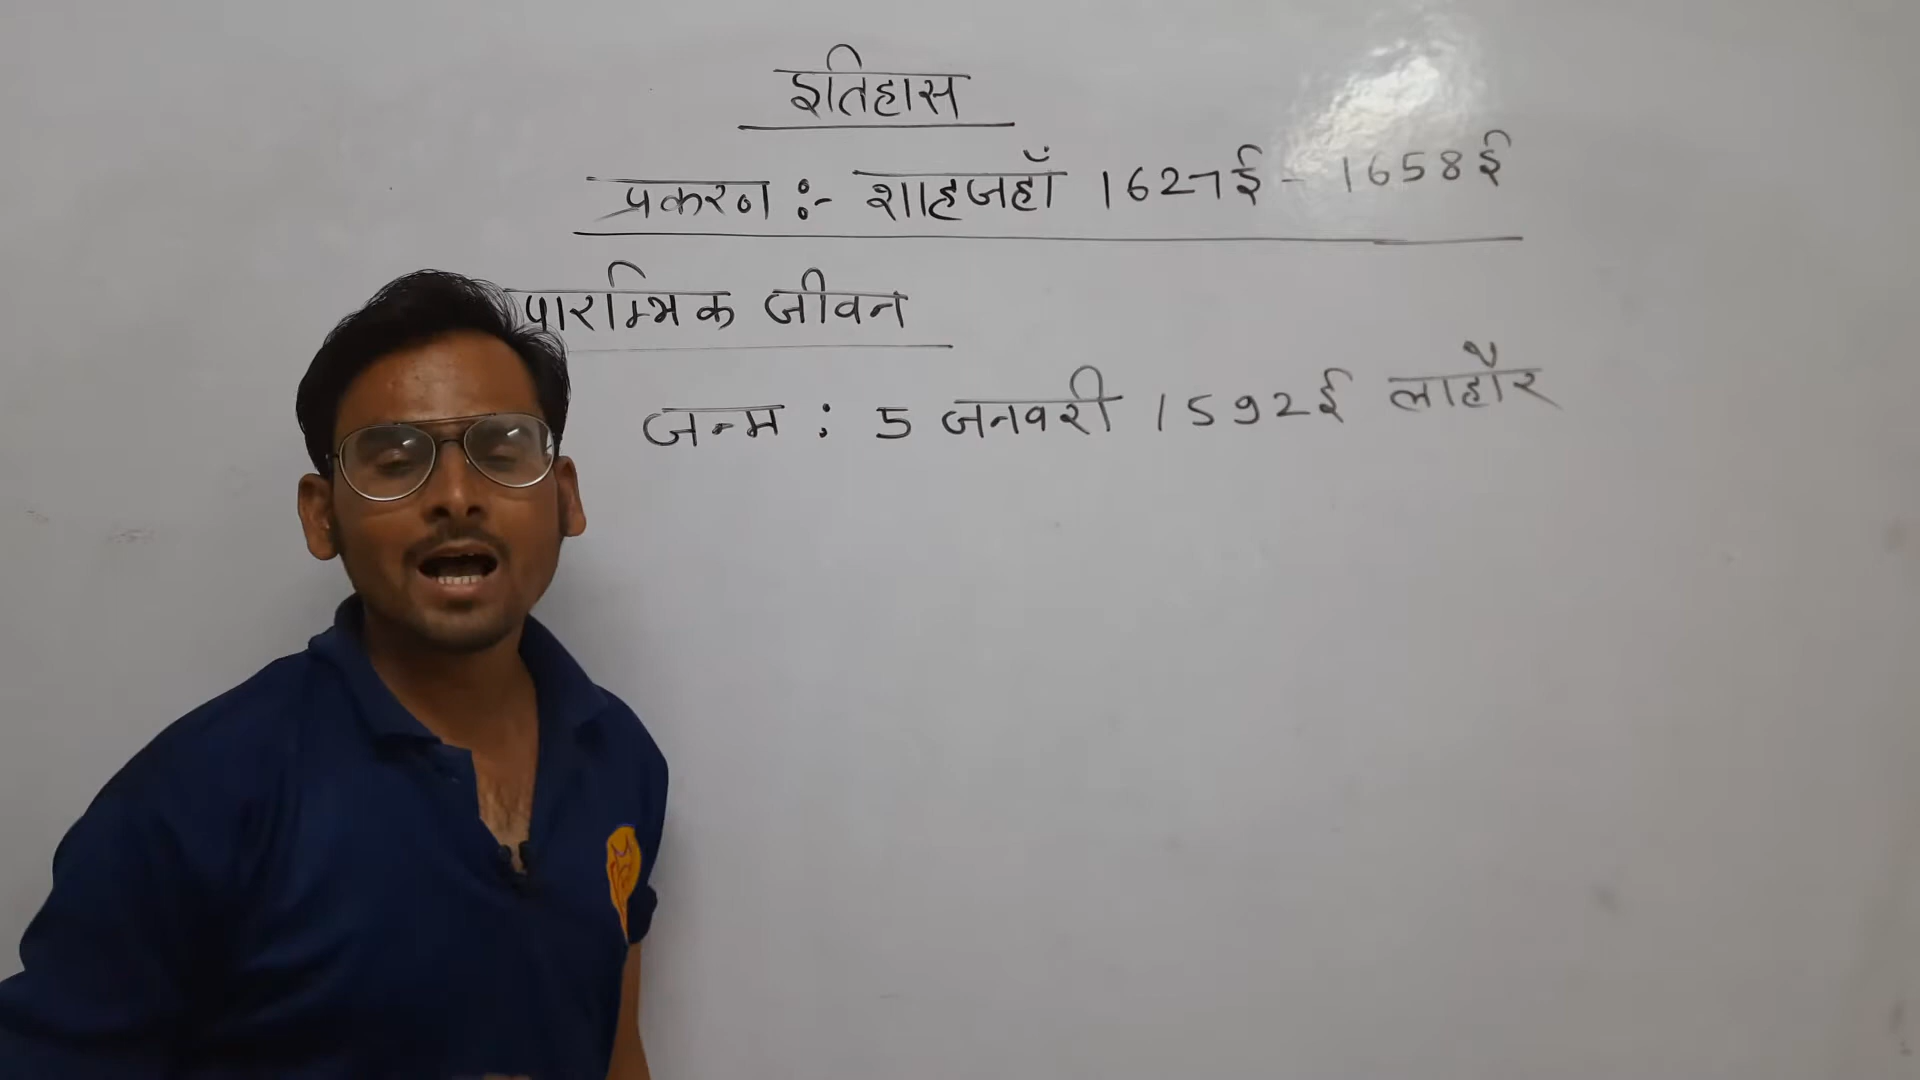 इतिहास
प्रकरण :- शाहजहाँ 1627ई - 1658ई
प्रारम्भिक जीवन
जन्म : 5 जनवरी 1592ई लाहौर